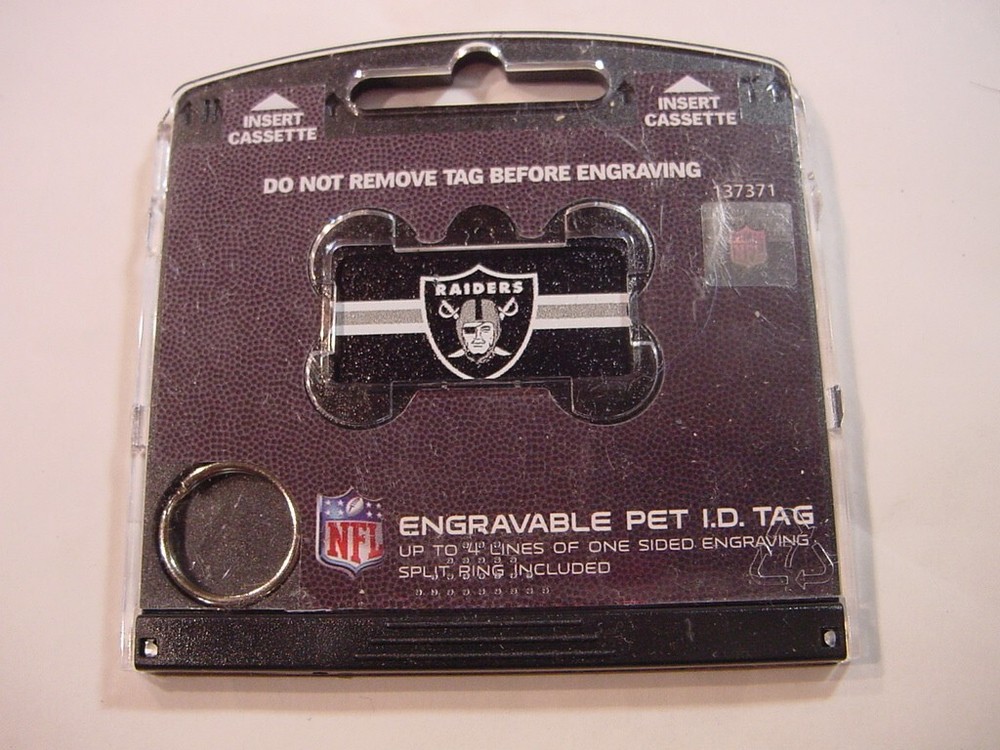 INSERT
CASSETTE
INSERT
CASSETTE
DO NOT REMOVE TAG BEFORE ENGRAVING
137371
NFL
RAIDERS
NFL
ENGRAVABLE PET I.D. TAG
UP TO 4 LINES OF ONE SIDED ENGRAVING
SPLIT RING INCLUDED